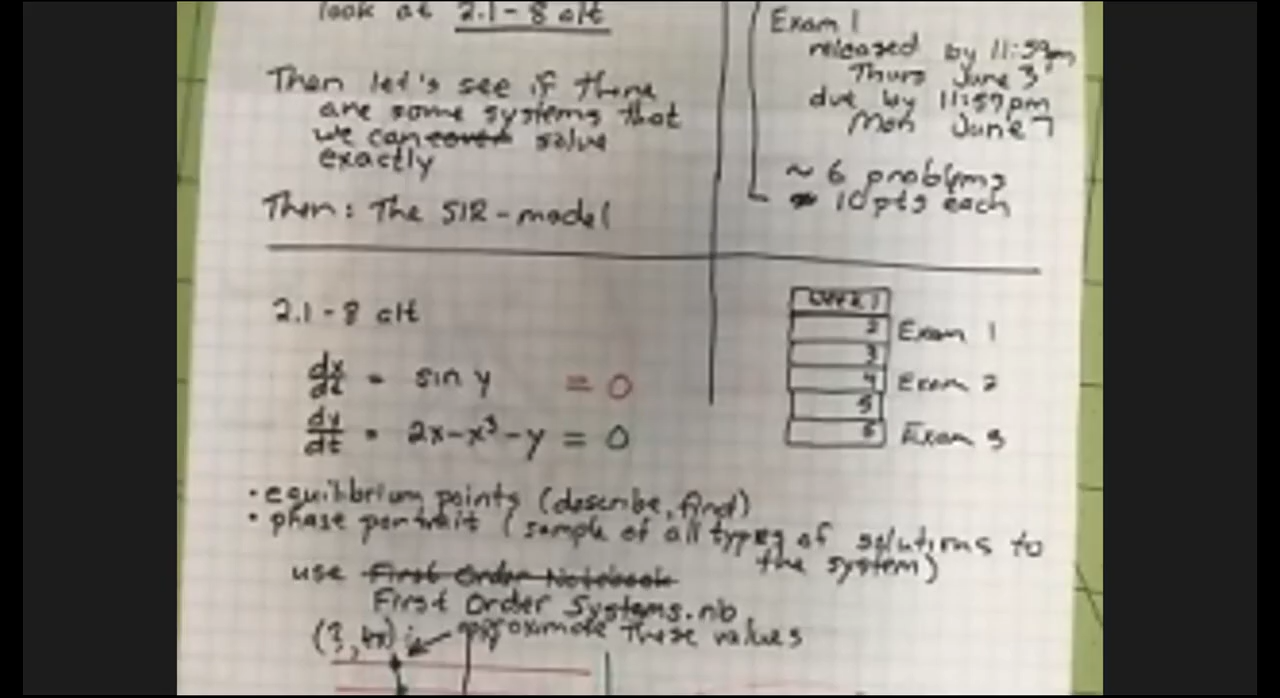 look at 2.1-8 alt
Then let's see if there
are some systems that
we can solve
exactly
Then: The SIR-model
Exam 1
released by 11:59pm
Thurs June 3
due by 11:59pm
Mon June 7
~ 6 problems
10 pts each
2.1-8 alt
dx/dt = sin y = 0
dy/dt = 2x-x³-y = 0
week 1
2 Exam 1
3
4 Exam 2
5
6 Exam 3
• equilibrium points (describe, find)
• phase portrait (sample of all types of solutions to
the system)
use First Order Notebook
First Order Systems.nb
approximate these values